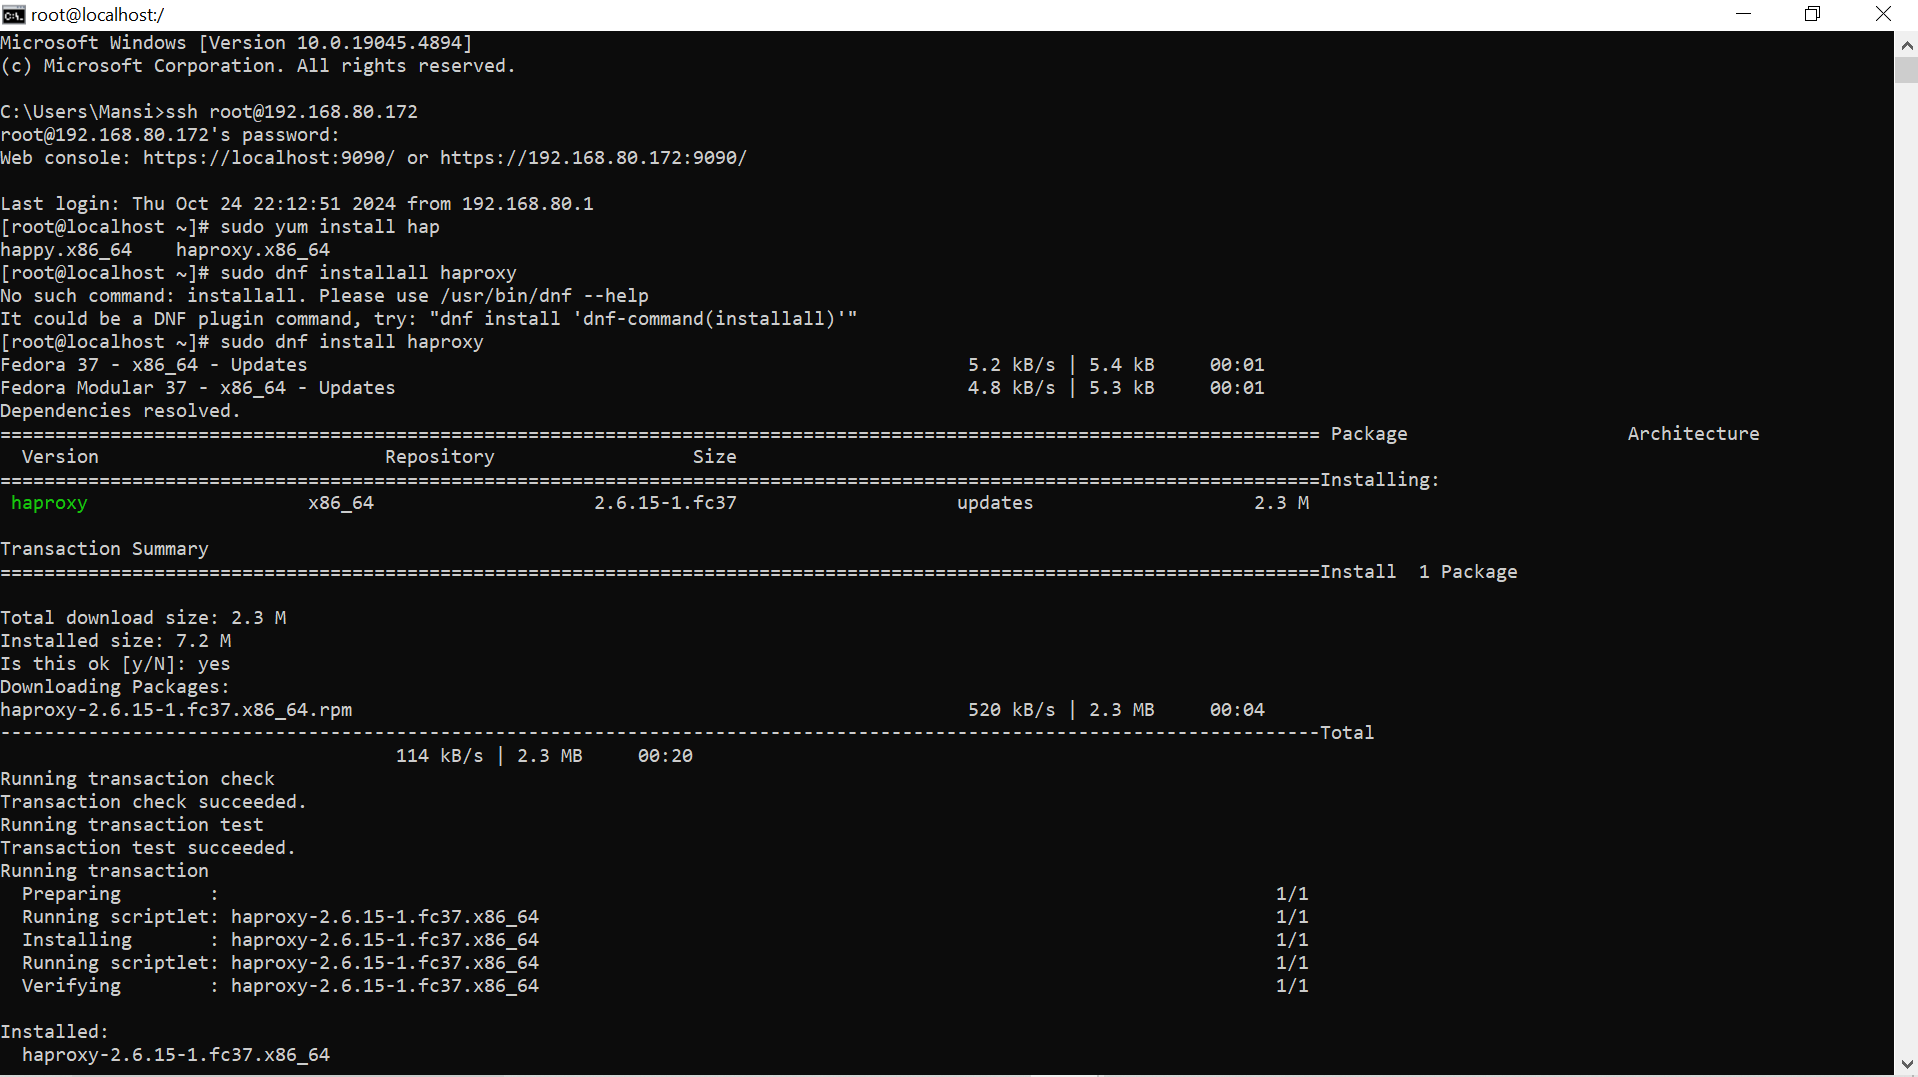 root@localhost:/
Microsoft Windows [Version 10.0.19045.4894]
(c) Microsoft Corporation. All rights reserved.
C:\Users\Mansi>ssh root@192.168.80.172
root@192.168.80.172's password:
Web console: https://localhost:9090/ or https://192.168.80.172:9090/
Last login: Thu Oct 24 22:12:51 2024 from 192.168.80.1
[root@localhost ~]# sudo yum install hap
happy.x86_64    haproxy.x86_64
[root@localhost ~]# sudo dnf installall haproxy
No such command: installall. Please use /usr/bin/dnf --help
It could be a DNF plugin command, try: "dnf install 'dnf-command(installall)'"
[root@localhost ~]# sudo dnf install haproxy
Fedora 37 - x86_64 - Updates    5.2 kB/s | 5.4 kB     00:01
Fedora Modular 37 - x86_64 - Updates    4.8 kB/s | 5.3 kB     00:01
Dependencies resolved.
======================================================================================================================== Package                    Architecture
  Version                          Repository                  Size
========================================================================================================================Installing:
 haproxy                    x86_64                    2.6.15-1.fc37                    updates                    2.3 M
Transaction Summary
========================================================================================================================Install  1 Package
Total download size: 2.3 M
Installed size: 7.2 M
Is this ok [y/N]: yes
Downloading Packages:
haproxy-2.6.15-1.fc37.x86_64.rpm    520 kB/s | 2.3 MB     00:04
------------------------------------------------------------------------------------------------------------------------Total
                                    114 kB/s | 2.3 MB     00:20
Running transaction check
Transaction check succeeded.
Running transaction test
Transaction test succeeded.
Running transaction
  Preparing        :    1/1
  Running scriptlet: haproxy-2.6.15-1.fc37.x86_64    1/1
  Installing       : haproxy-2.6.15-1.fc37.x86_64    1/1
  Running scriptlet: haproxy-2.6.15-1.fc37.x86_64    1/1
  Verifying        : haproxy-2.6.15-1.fc37.x86_64    1/1
Installed:
  haproxy-2.6.15-1.fc37.x86_64